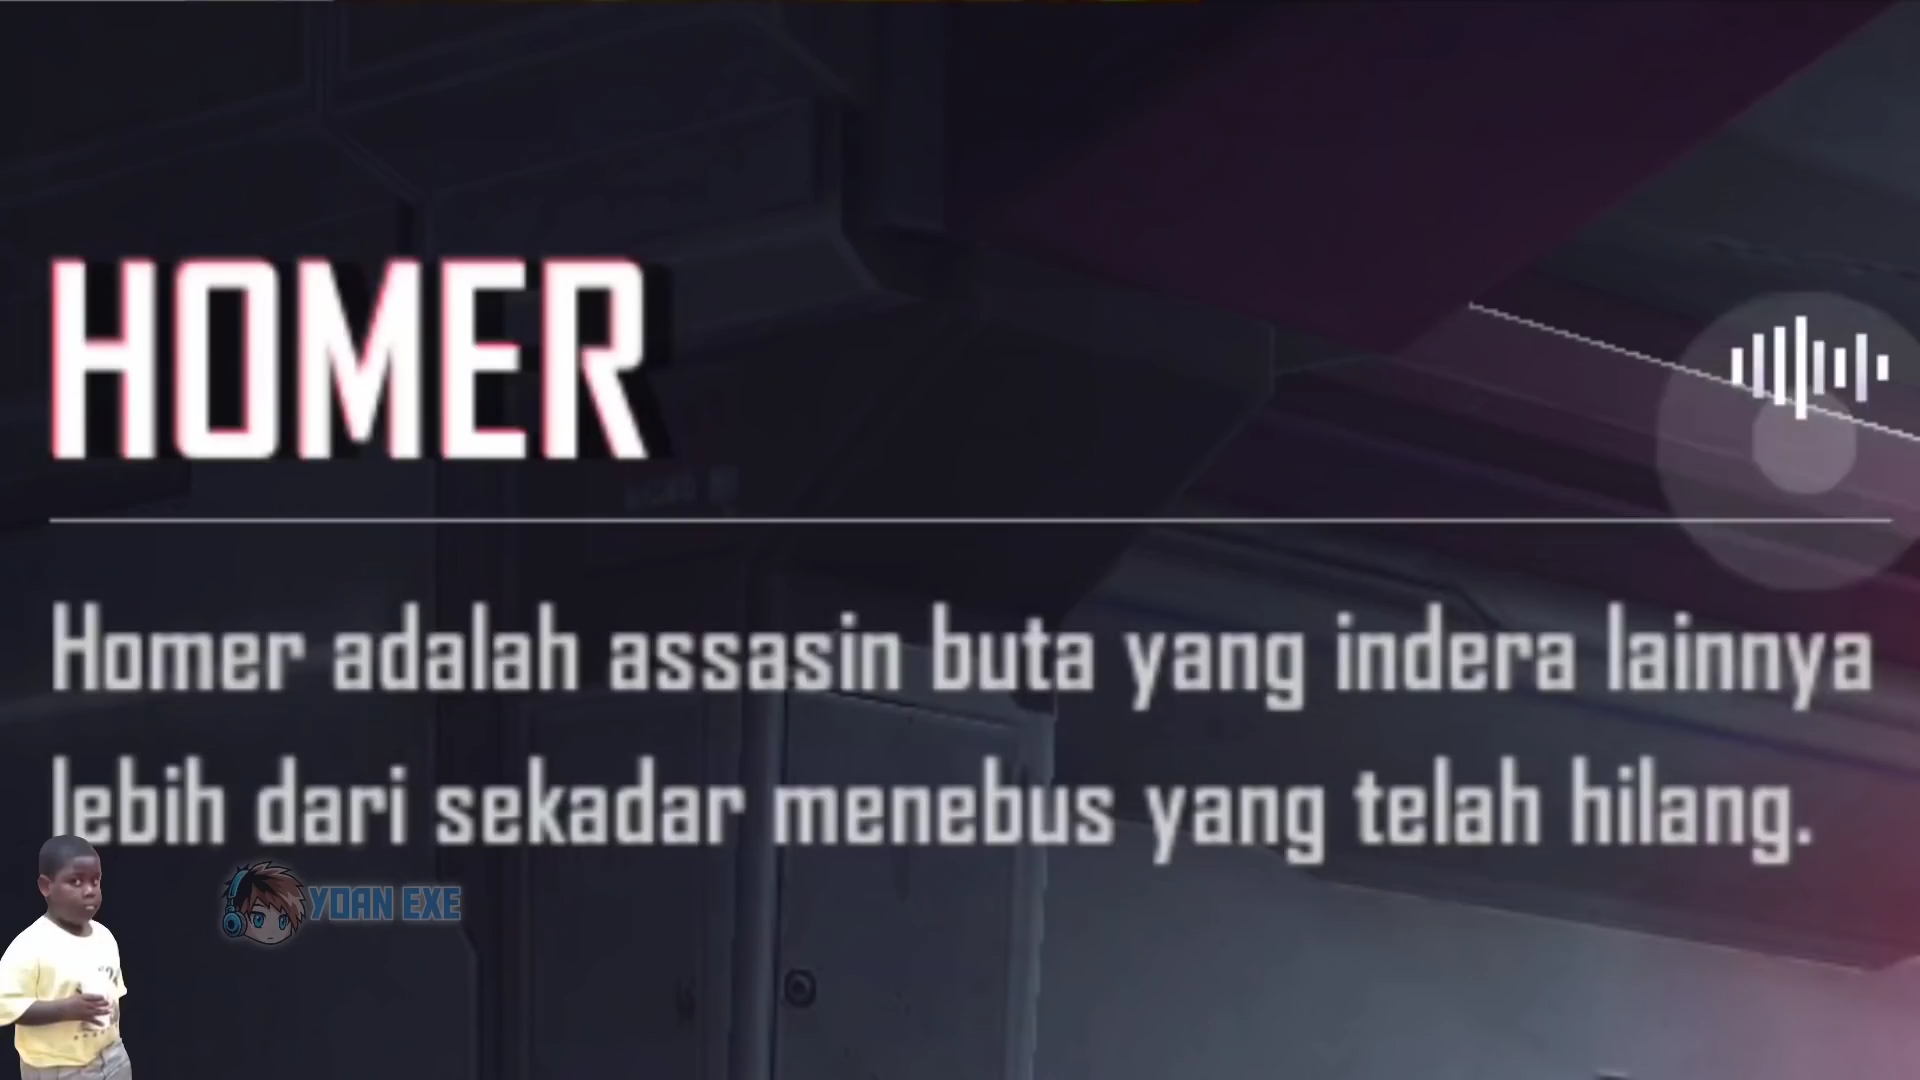 HOMER
Homer adalah assasin buta yang indera lainnya
lebih dari sekadar menebus yang telah hilang.
YOAN EXE